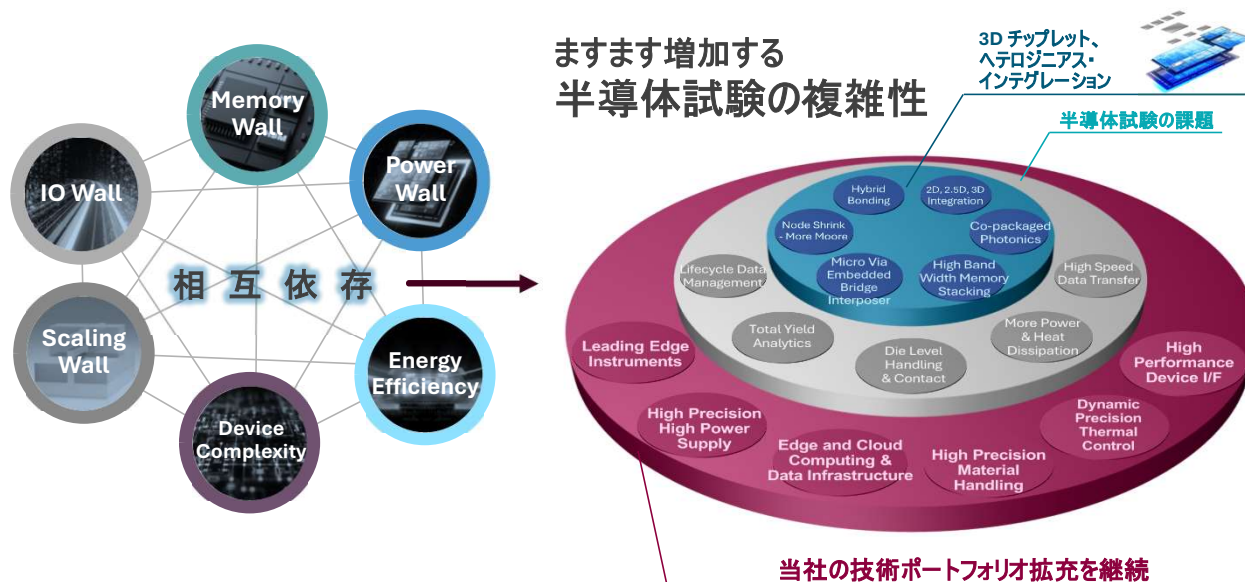 Memory
Wall
IO Wall
Power
Wall
相互依存
Scaling
Wall
Energy
Efficiency
Device
Complexity
ますます増加する
半導体試験の複雑性
3D チップレット、
ヘテロジニアス・
インテグレーション
半導体試験の課題
Hybrid
Bonding
2D, 2.5D, 3D
Integration
Node Shrink
- More Moore
Co-packaged
Photonics
Micro Via
Embedded
Bridge
Interposer
High Band
Width Memory
Stacking
Lifecycle Data
Management
High Speed
Data Transfer
Total Yield
Analytics
More Power
& Heat
Dissipation
Die Level
Handling
& Contact
Leading Edge
Instruments
High
Performance
Device I/F
High Precision
High Power
Supply
Dynamic
Precision
Thermal
Control
Edge and Cloud
Computing &
Data Infrastructure
High Precision
Material
Handling
当社の技術ポートフォリオ拡充を継続